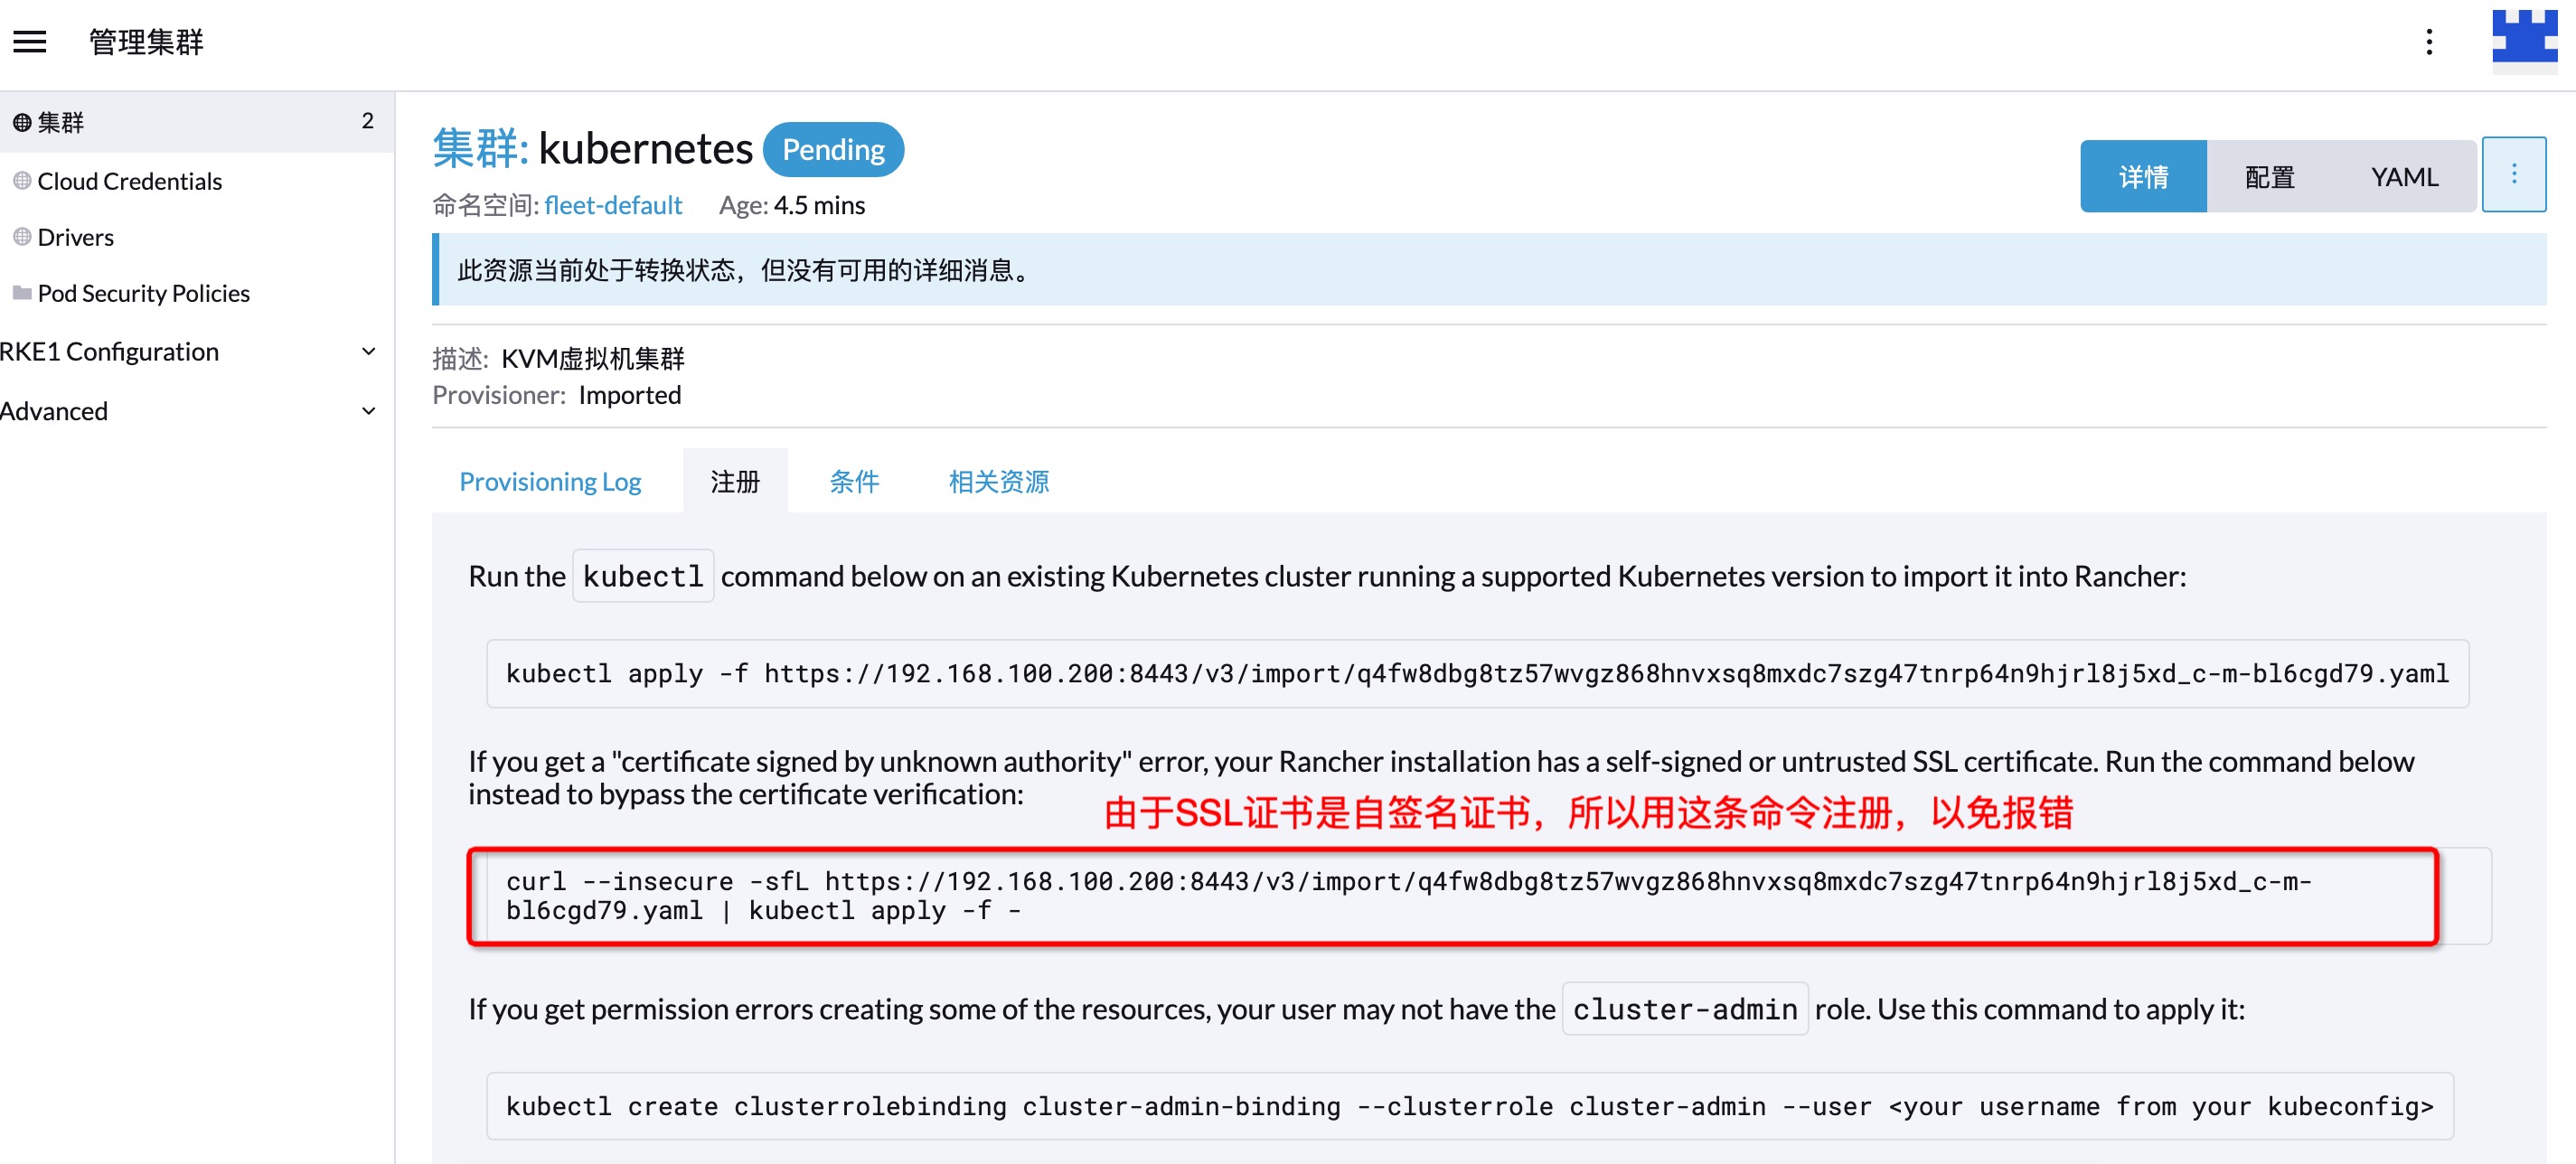 管理集群
集群 2
Cloud Credentials
Drivers
Pod Security Policies
RKE1 Configuration
Advanced
集群: kubernetes Pending
命名空间: fleet-default Age: 4.5 mins
详情 配置 YAML
此资源当前处于转换状态，但没有可用的详细消息。
描述: KVM虚拟机集群
Provisioner: Imported
Provisioning Log 注册 条件 相关资源
Run the kubectl command below on an existing Kubernetes cluster running a supported Kubernetes version to import it into Rancher:
kubectl apply -f https://192.168.100.200:8443/v3/import/q4fw8dbg8tz57wvgz868hnvxsq8mxdc7szg47tnrp64n9hjrl8j5xd_c-m-bl6cgd79.yaml
If you get a "certificate signed by unknown authority" error, your Rancher installation has a self-signed or untrusted SSL certificate. Run the command below
instead to bypass the certificate verification:
由于SSL证书是自签名证书，所以用这条命令注册，以免报错
curl --insecure -sfL https://192.168.100.200:8443/v3/import/q4fw8dbg8tz57wvgz868hnvxsq8mxdc7szg47tnrp64n9hjrl8j5xd_c-m-
bl6cgd79.yaml | kubectl apply -f -
If you get permission errors creating some of the resources, your user may not have the cluster-admin role. Use this command to apply it:
kubectl create clusterrolebinding cluster-admin-binding --clusterrole cluster-admin --user <your username from your kubeconfig>